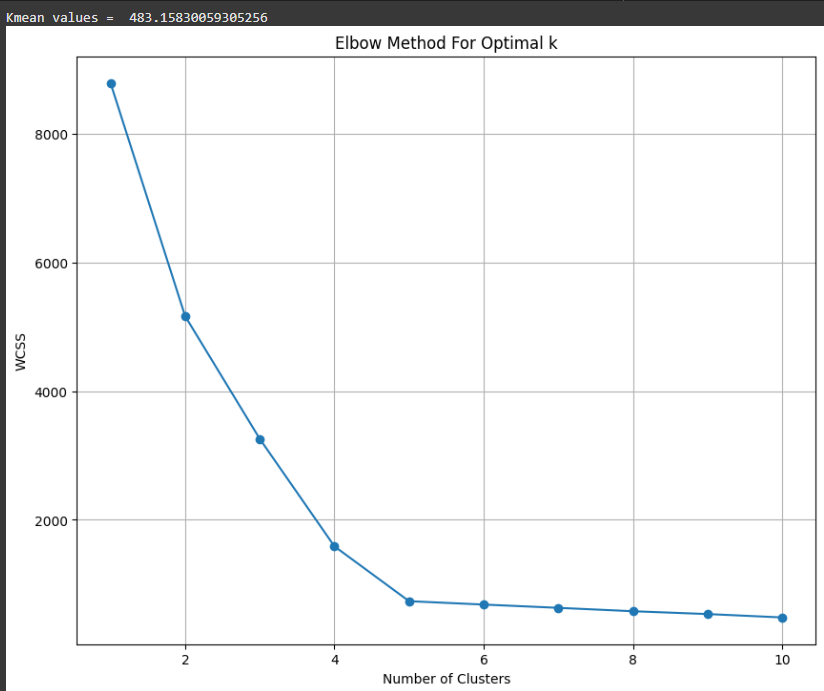 Kmean values =  483.15830059305256
Elbow Method For Optimal k
8000
6000
4000
2000
WCSS
2 4 6 8 10
Number of Clusters